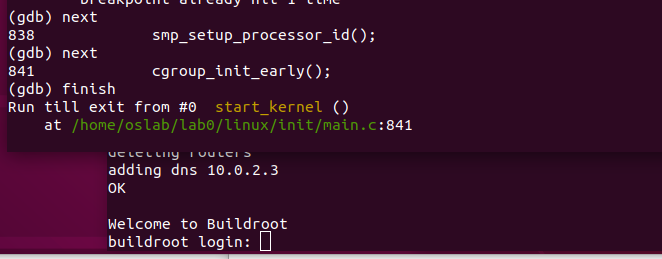 breakpoint already hit 1 time
(gdb) next
838             smp_setup_processor_id();
(gdb) next
841             cgroup_init_early();
(gdb) finish
Run till exit from #0  start_kernel ()
    at /home/oslab/lab0/linux/init/main.c:841
deleting routers
adding dns 10.0.2.3
OK
Welcome to Buildroot
buildroot login: